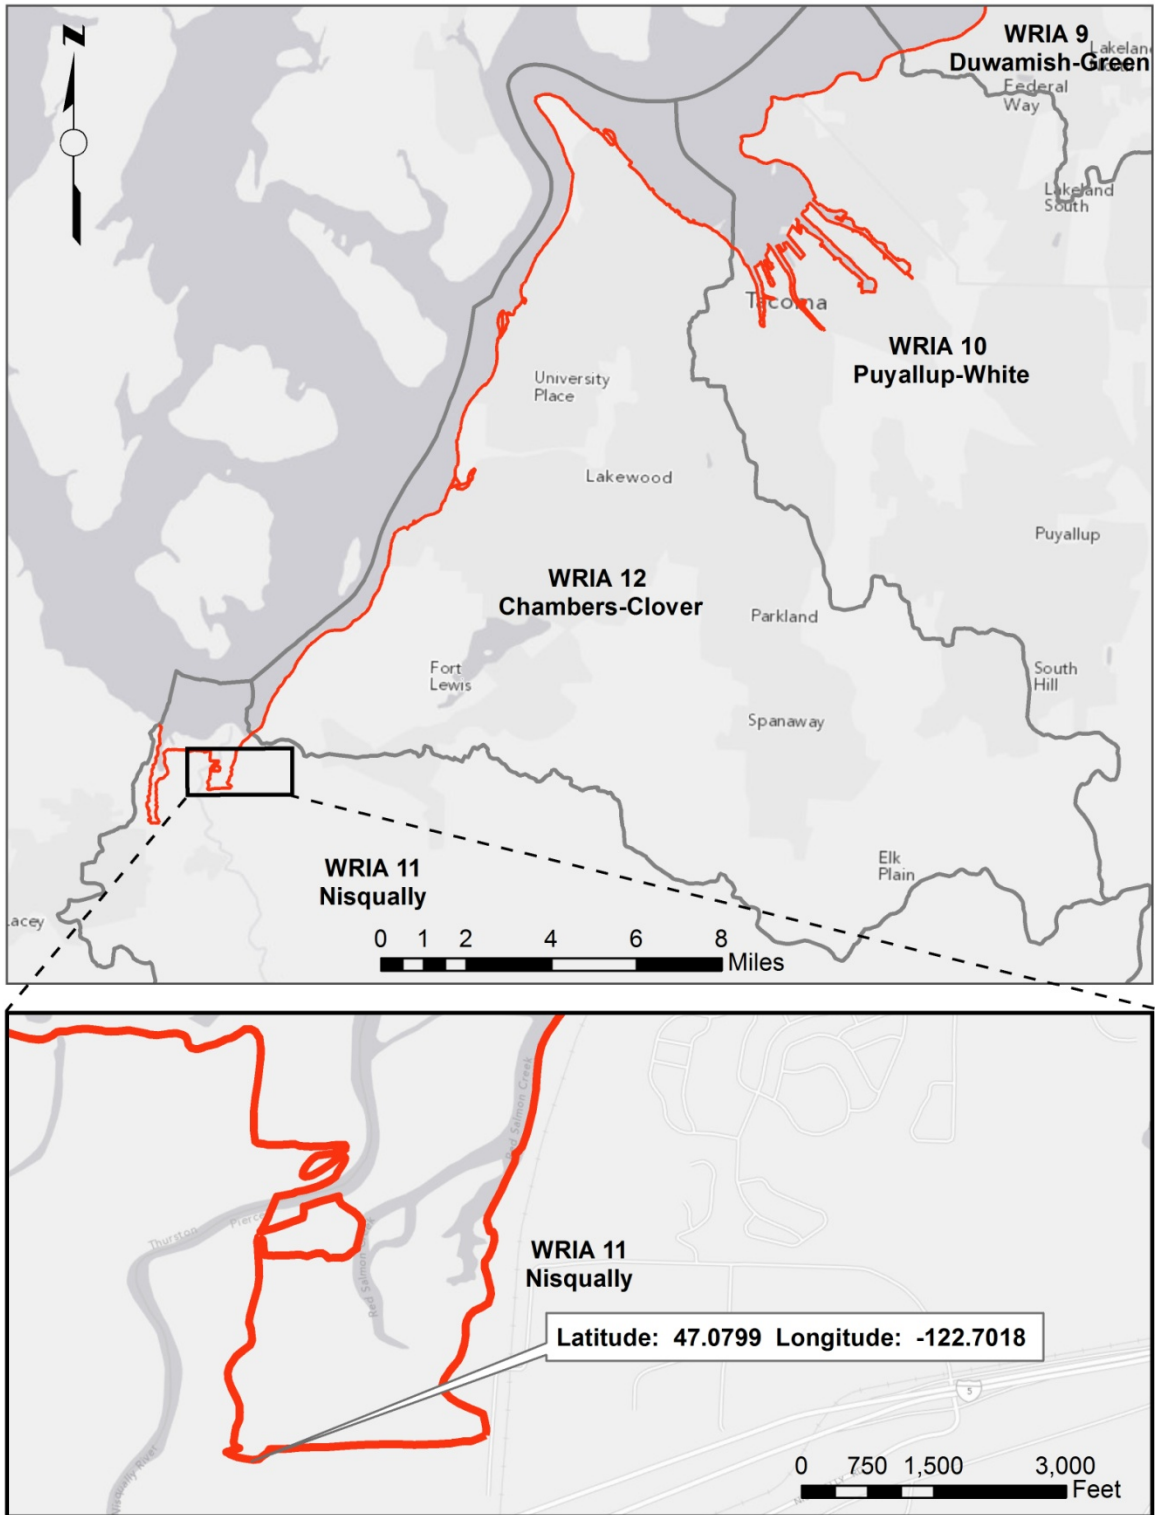 N
WRIA 9
Duwamish-Green
Federal
Way
Lakeland
South
Tacoma
WRIA 10
Puyallup-White
University
Place
Lakewood
Puyallup
WRIA 12
Chambers-Clover
Parkland
Fort
Lewis
South
Hill
Spanaway
Elk
Plain
WRIA 11
Nisqually
Lacey
0 1 2 4 6 8
Miles
Red Salmon Creek
Thurston
Pierce
Red Salmon Creek
WRIA 11
Nisqually
Latitude: 47.0799 Longitude: -122.7018
5
Nisqually River
0 750 1,500 3,000
Feet